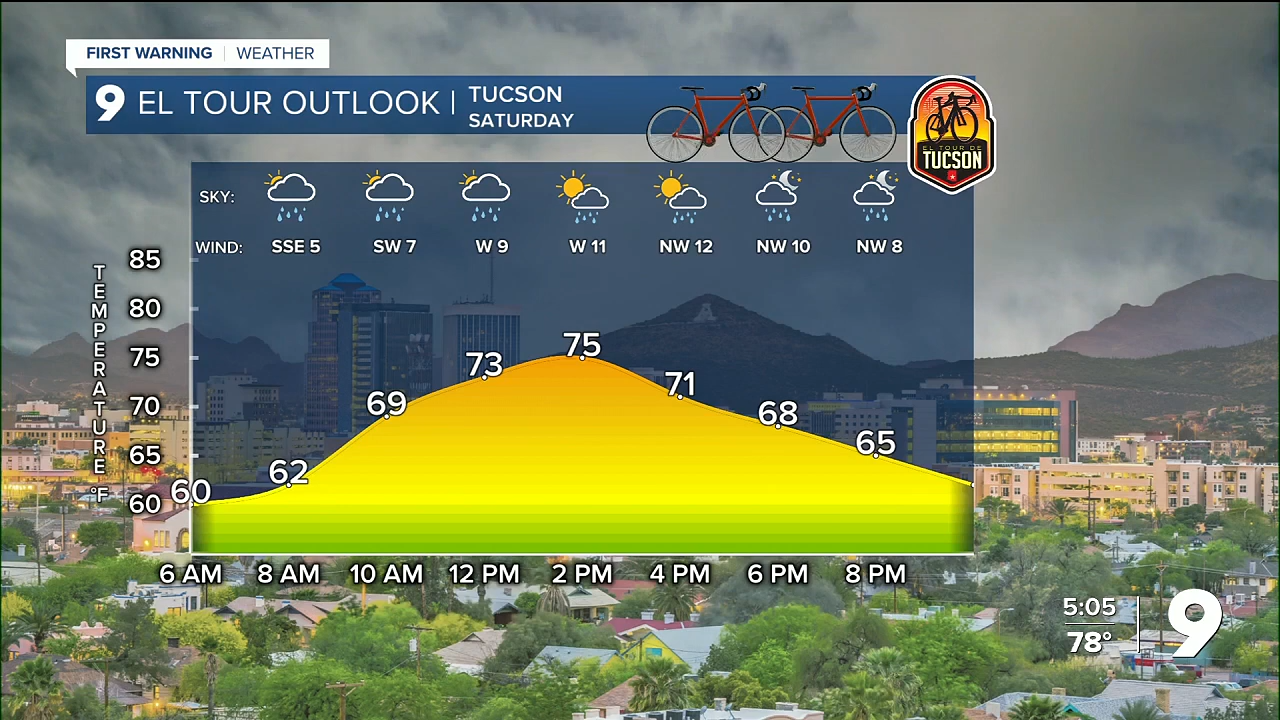 FIRST WARNING | WEATHER
9 EL TOUR OUTLOOK | TUCSON
SATURDAY
EL TOUR DE
TUCSON
SKY:
WIND: SSE 5 SW 7 W 9 W 11 NW 12 NW 10 NW 8
TEMPERATURE °F
85
80
75
70
65
60
60 62 69 73 75 71 68 65
6 AM 8 AM 10 AM 12 PM 2 PM 4 PM 6 PM 8 PM
5:05
78°
9